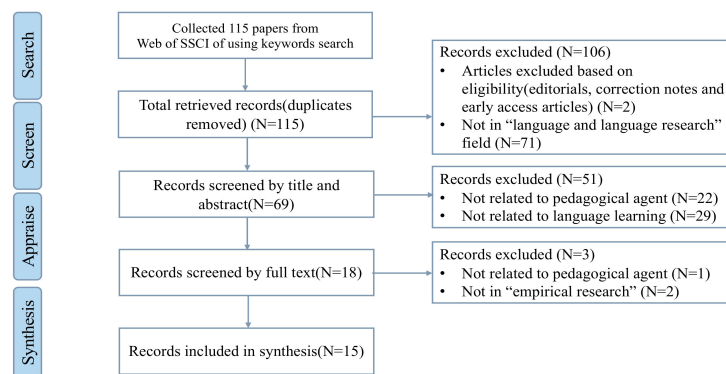 Search
Collected 115 papers from
Web of SSCI of using keywords search
Records excluded (N=106)
• Articles excluded based on
eligibility(editorials, correction notes and
early access articles) (N=2)
• Not in “language and language research”
field (N=71)
Screen
Total retrieved records(duplicates
removed) (N=115)
Records screened by title and
abstract(N=69)
Records excluded (N=51)
• Not related to pedagogical agent (N=22)
• Not related to language learning (N=29)
Appraise
Records screened by full text(N=18)
Records excluded (N=3)
• Not related to pedagogical agent (N=1)
• Not in “empirical research” (N=2)
Synthesis
Records included in synthesis(N=15)